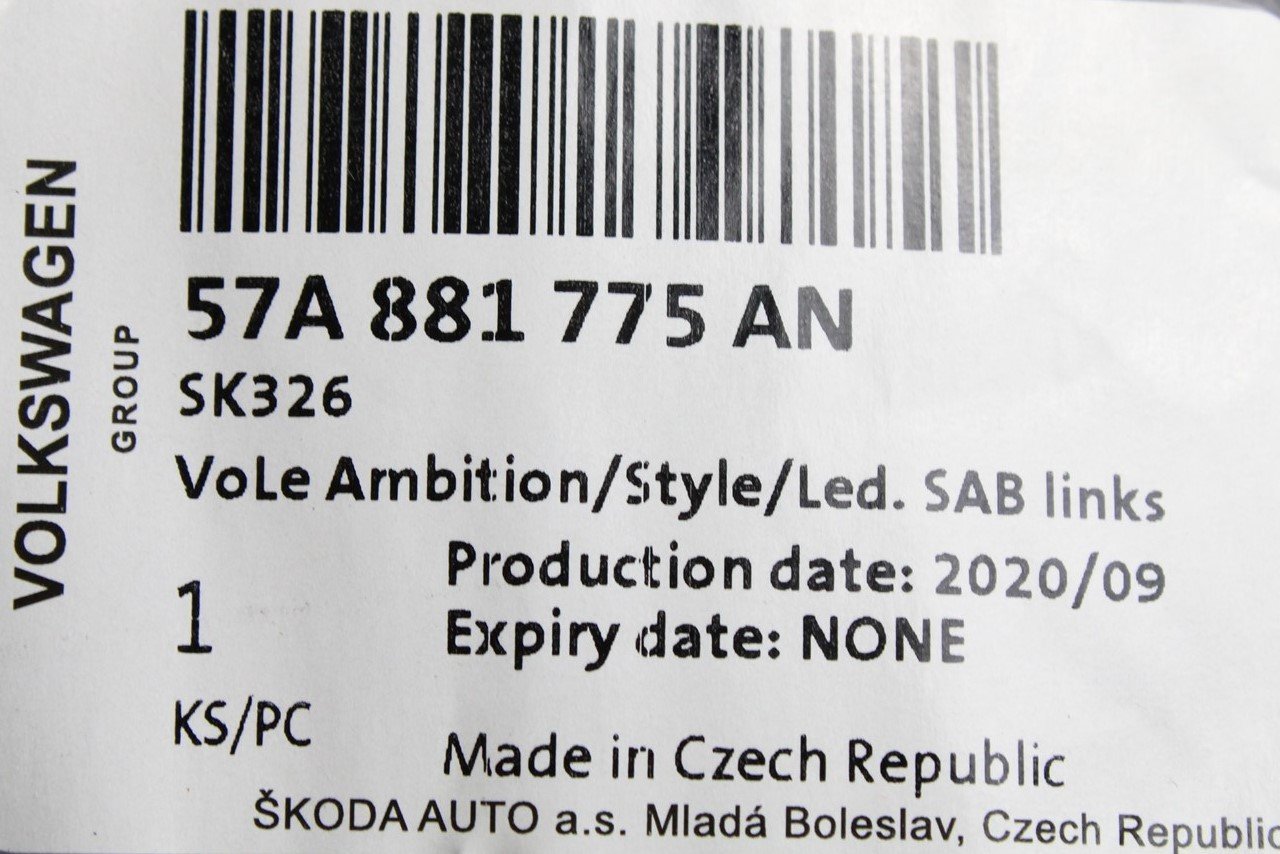 VOLKSWAGEN
GROUP
57A 881 775 AN
SK326
VoLe Ambition/Style/Led. SAB links
Production date: 2020/09
1
Expiry date: NONE
KS/PC
Made in Czech Republic
ŠKODA AUTO a.s. Mladá Boleslav, Czech Republic